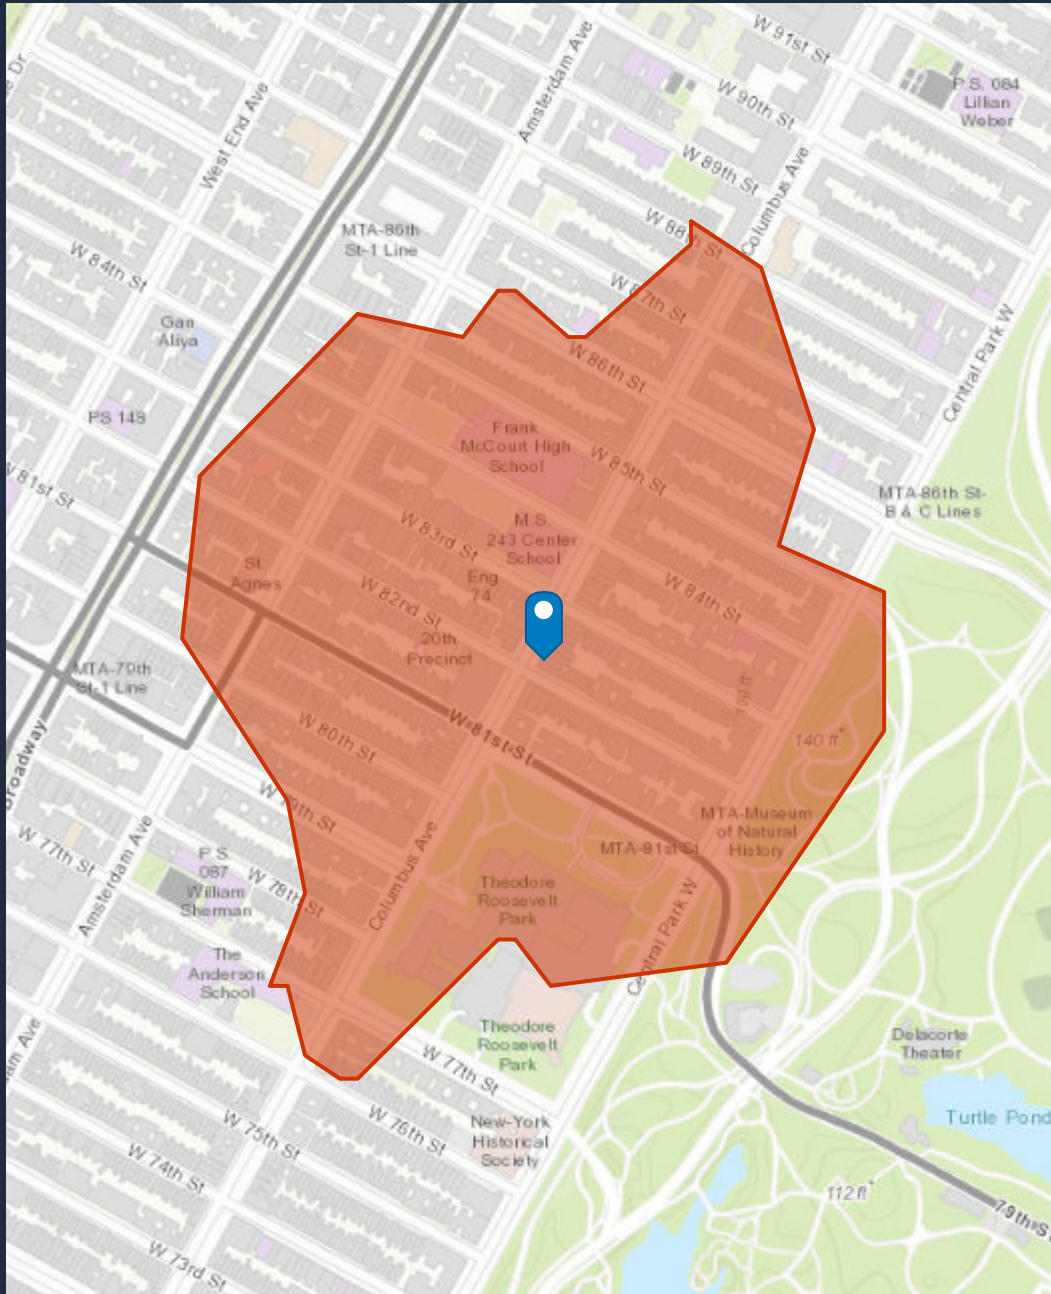 W 91st St
P.S. 084
Lillian
Weber
Amsterdam Ave
W 90th St
West End Ave
e Dr
W 89th St
Columbus Ave
MTA-86th
St-1 Line
W 88th St
W 84th St
W 87th St
Gan
Aliya
Central Park W
W 86th St
PS 148
Frank
McCourt High
School
W 85th St
W 81st St
MTA-86th St-
B & C Lines
M.S.
243 Center
School
W 83rd St
St.
Agnes
Eng
74
W 82nd St
W 84th St
20th
Precinct
MTA-79th
St-1 Line
W 81st St
W 80th St
140 ft
Broadway
W 79th St
MTA-Museum
of Natural
History
MTA-81st St
W 77th St
Amsterdam Ave
P.S.
087
William
Sherman
W 78th St
Columbus Ave
Theodore
Roosevelt
Park
Central Park W
The
Anderson
School
Theodore
Roosevelt
Park
Delacorte
Theater
am Ave
W 77th St
Turtle Pond
W 75th St
W 76th St
New-York
Historical
Society
W 74th St
112 ft
79th St
W 73rd St